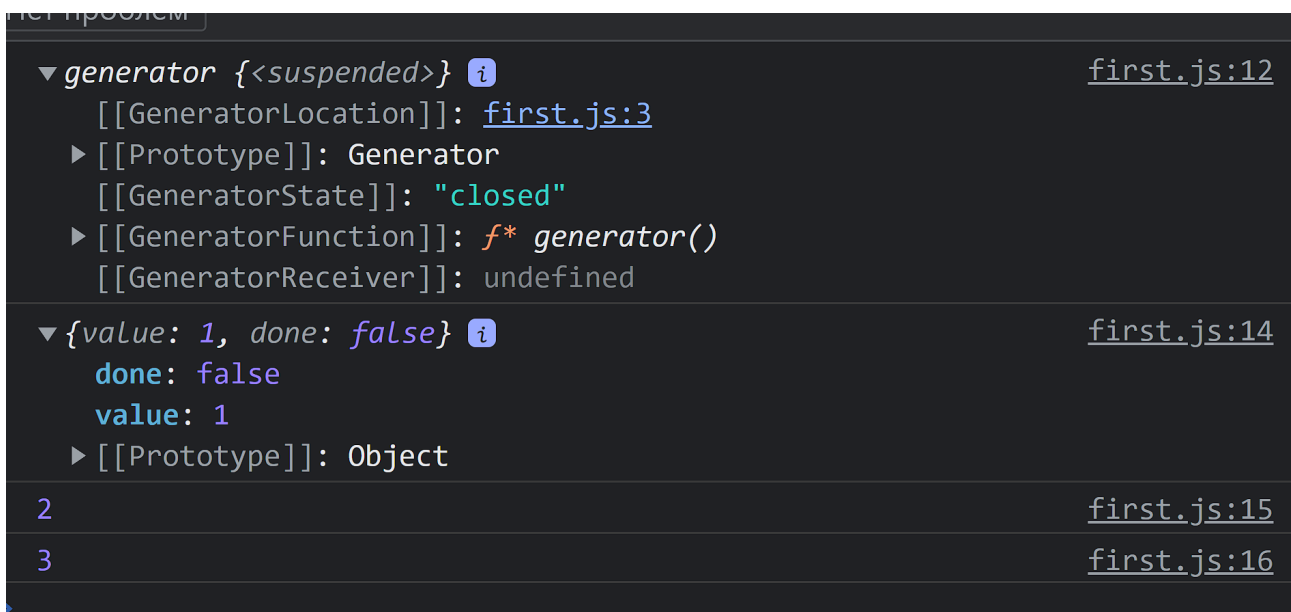 Нет проблем
▼ generator {<suspended>} i first.js:12
[[GeneratorLocation]]: first.js:3
▶ [[Prototype]]: Generator
[[GeneratorState]]: "closed"
▶ [[GeneratorFunction]]: ƒ* generator()
[[GeneratorReceiver]]: undefined
▼ {value: 1, done: false} i first.js:14
done: false
value: 1
▶ [[Prototype]]: Object
2 first.js:15
3 first.js:16